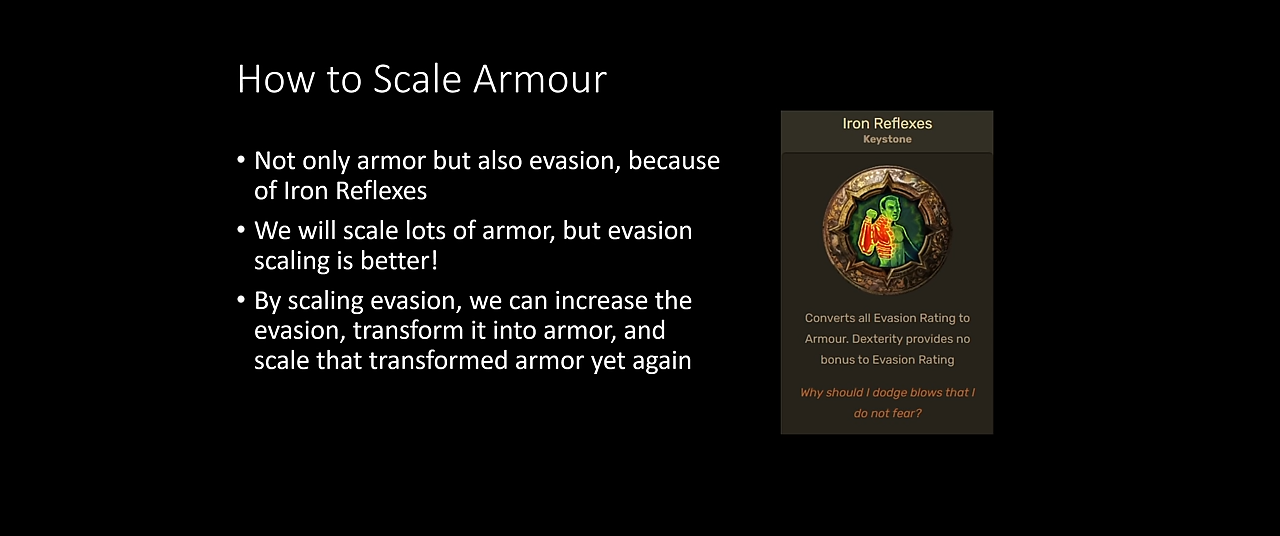 How to Scale Armour
• Not only armor but also evasion, because
of Iron Reflexes
• We will scale lots of armor, but evasion
scaling is better!
• By scaling evasion, we can increase the
evasion, transform it into armor, and
scale that transformed armor yet again
Iron Reflexes
Keystone
Converts all Evasion Rating to
Armour. Dexterity provides no
bonus to Evasion Rating
Why should I dodge blows that I
do not fear?